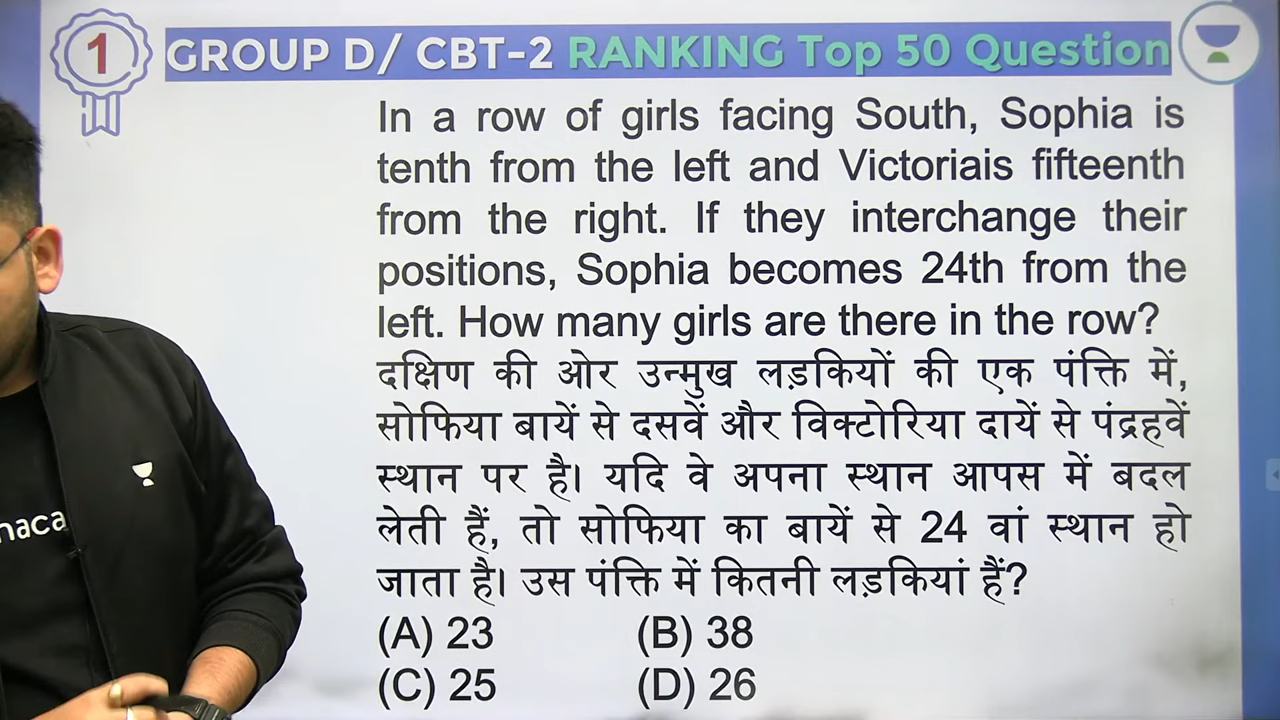 1
GROUP D/ CBT-2 RANKING Top 50 Question
In a row of girls facing South, Sophia is
tenth from the left and Victoriais fifteenth
from the right. If they interchange their
positions, Sophia becomes 24th from the
left. How many girls are there in the row?
दक्षिण की ओर उन्मुख लड़कियों की एक पंक्ति में,
सोफिया बायें से दसवें और विक्टोरिया दायें से पंद्रहवें
स्थान पर है। यदि वे अपना स्थान आपस में बदल
लेती हैं, तो सोफिया का बायें से 24 वां स्थान हो
जाता है। उस पंक्ति में कितनी लड़कियां हैं?
(A) 23 (B) 38
(C) 25 (D) 26
naca